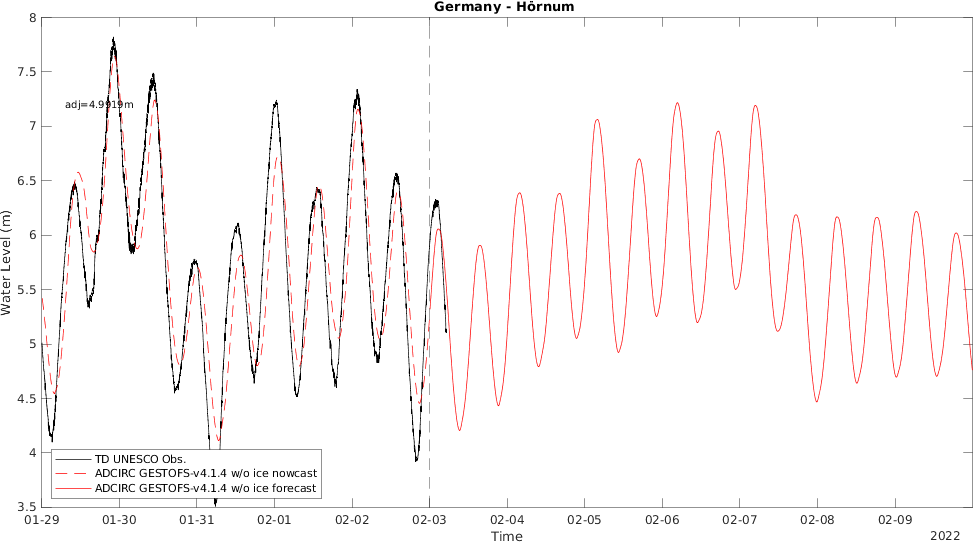 Germany - Hörnum
8
7.5
adj=4.9919m
7
6.5
6
5.5
5
4.5
4
3.5
Water Level (m)
TD UNESCO Obs.
ADCIRC GESTOFS-v4.1.4 w/o ice nowcast
ADCIRC GESTOFS-v4.1.4 w/o ice forecast
01-29 01-30 01-31 02-01 02-02 02-03 02-04 02-05 02-06 02-07 02-08 02-09
Time
2022